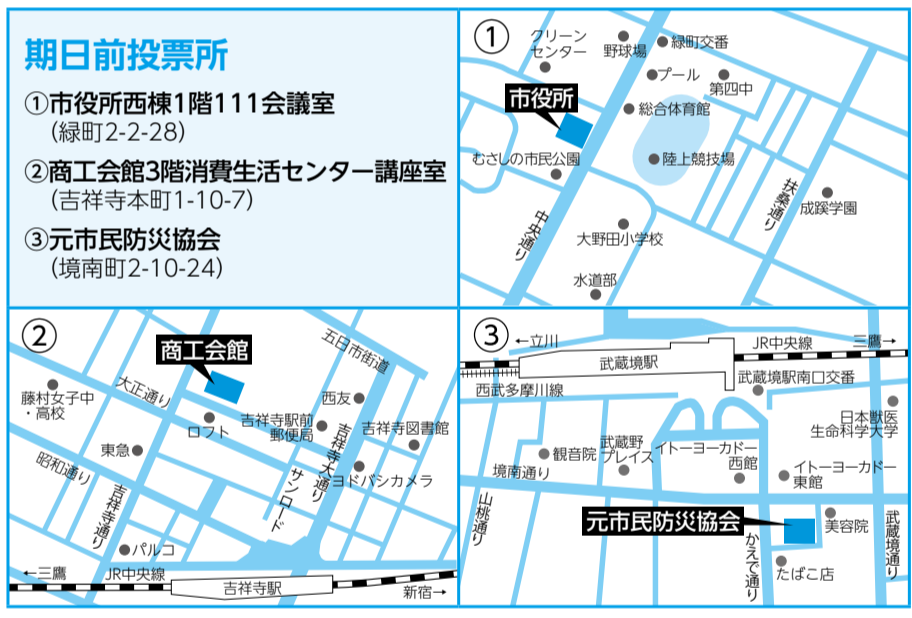 期日前投票所
①市役所西棟1階111会議室
(緑町2-2-28)
②商工会館3階消費生活センター講座室
(吉祥寺本町1-10-7)
③元市民防災協会
(境南町2-10-24)
①
クリーン
センター
野球場
緑町交番
プール
第四中
市役所
総合体育館
むさしの市民公園
陸上競技場
扶桑通り
成蹊学園
中央通り
大野田小学校
水道部
②
商工会館
五日市街道
藤村女子中
・高校
大正通り
ロフト
西友
吉祥寺駅前
郵便局
吉祥寺図書館
東急
昭和通り
吉祥寺大通り
サンロード
ヨドバシカメラ
吉祥寺通り
パルコ
←三鷹
JR中央線
吉祥寺駅
新宿→
③
←立川
武蔵境駅
JR中央線
三鷹→
西武多摩川線
武蔵境駅南口交番
日本獣医
生命科学大学
観音院
武蔵野
プレイス
イトーヨーカドー
西館
境南通り
イトーヨーカドー
東館
山桃通り
元市民防災協会
美容院
かえで通り
たばこ店
武蔵境通り